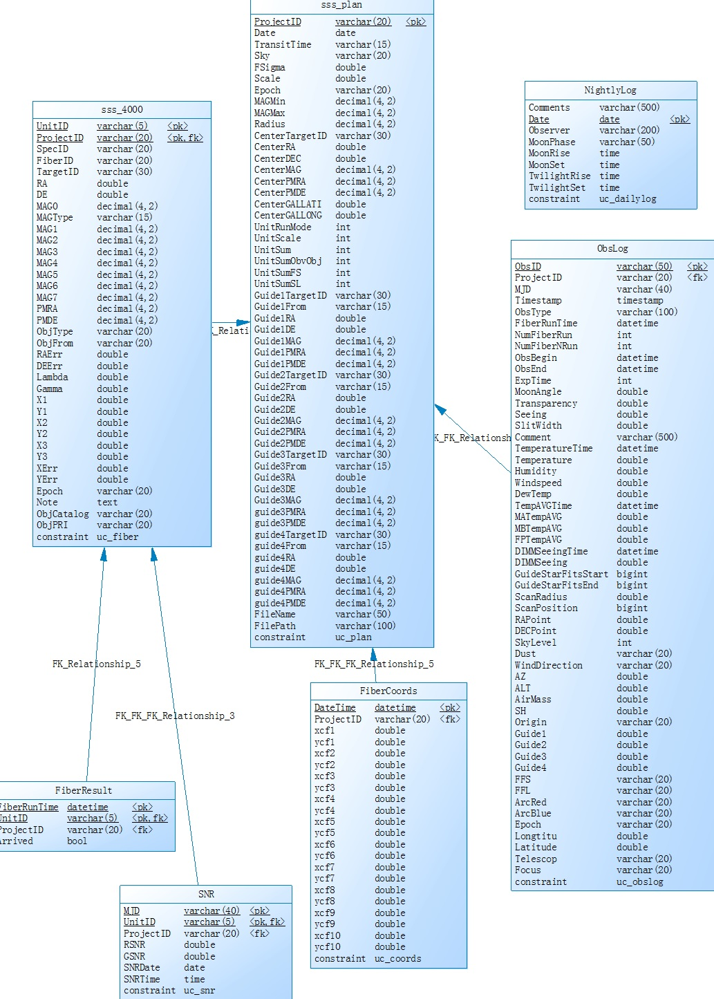 sss_plan
ProjectID varchar(20) <pk>
Date date
TransitTime varchar(15)
Sky varchar(20)
FSigma double
Scale double
Epoch varchar(20)
MAGMin decimal(4,2)
MAGMax decimal(4,2)
Radius decimal(4,2)
CenterTargetID varchar(30)
CenterRA double
CenterDEC double
CenterMAG decimal(4,2)
CenterPMRA decimal(4,2)
CenterPMDE decimal(4,2)
CenterGALLATI double
CenterGALLONG double
UnitRunMode int
UnitScale int
UnitSum int
UnitSumObvObj int
UnitSumFS int
UnitSumSL int
Guide1TargetID varchar(30)
Guide1From varchar(15)
Guide1RA double
Guide1DE double
Guide1MAG decimal(4,2)
Guide1PMRA decimal(4,2)
Guide1PMDE decimal(4,2)
Guide2TargetID varchar(30)
Guide2From varchar(15)
Guide2RA double
Guide2DE double
Guide2MAG decimal(4,2)
Guide2PMRA decimal(4,2)
Guide2PMDE decimal(4,2)
Guide3TargetID varchar(30)
Guide3From varchar(15)
Guide3RA double
Guide3DE double
Guide3MAG decimal(4,2)
guide3PMRA decimal(4,2)
guide3PMDE decimal(4,2)
guide4TargetID varchar(30)
guide4From varchar(15)
guide4RA double
guide4DE double
guide4MAG decimal(4,2)
guide4PMRA decimal(4,2)
guide4PMDE decimal(4,2)
FileName varchar(50)
FilePath varchar(100)
constraint uc_plan
sss_4000
UnitID varchar(5) <pk>
ProjectID varchar(20) <pk,fk>
SpecID varchar(20)
FiberID varchar(20)
TargetID varchar(30)
RA double
DE double
MAG0 decimal(4,2)
MAGType varchar(15)
MAG1 decimal(4,2)
MAG2 decimal(4,2)
MAG3 decimal(4,2)
MAG4 decimal(4,2)
MAG5 decimal(4,2)
MAG6 decimal(4,2)
MAG7 decimal(4,2)
PMRA decimal(4,2)
PMDE decimal(4,2)
ObjType varchar(20)
ObjFrom varchar(20)
RAErr double
DEErr double
Lambda double
Gamma double
X1 double
Y1 double
X2 double
Y2 double
X3 double
Y3 double
XErr double
YErr double
Epoch varchar(20)
Note text
ObjCatalog varchar(20)
ObjPRI varchar(20)
constraint uc_fiber
_Relati
NightlyLog
Comments varchar(500)
Date date <pk>
Observer varchar(200)
MoonPhase varchar(50)
MoonRise time
MoonSet time
TwilightRise time
TwilightSet time
constraint uc_dailylog
ObsLog
ObsID varchar(50) <pk>
ProjectID varchar(20) <fk>
MJD varchar(40)
Timestamp timestamp
ObsType varchar(100)
FiberRunTime datetime
NumFiberRun int
NumFiberNRun int
ObsBegin datetime
ObsEnd datetime
ExpTime int
MoonAngle double
Transparency double
Seeing double
SlitWidth double
Comment varchar(500)
TemperatureTime datetime
Temperature double
Humidity double
Windspeed double
DewTemp double
TempAVGTime datetime
MATempAVG double
MBTempAVG double
FPTempAVG double
DIMMSeeingTime datetime
DIMMSeeing double
GuideStarFitsStart bigint
GuideStarFitsEnd bigint
ScanRadius double
ScanPosition bigint
RAPoint double
DECPoint double
SkyLevel int
Dust varchar(20)
WindDirection varchar(20)
AZ double
ALT double
AirMass double
SH double
Origin varchar(20)
Guide1 double
Guide2 double
Guide3 double
Guide4 double
FFS varchar(20)
FFL varchar(20)
ArcRed varchar(20)
ArcBlue varchar(20)
Epoch varchar(20)
Longtitu double
Latitude double
Telescop varchar(20)
Focus varchar(20)
constraint uc_obslog
K_FK_Relationsh
FK_Relationship_5
FK_FK_FK_Relationship_5
FK_FK_FK_Relationship_3
FiberCoords
DateTime datetime <pk>
ProjectID varchar(20) <fk>
xcf1 double
ycf1 double
xcf2 double
ycf2 double
xcf3 double
ycf3 double
xcf4 double
ycf4 double
xcf5 double
ycf5 double
xcf6 double
ycf6 double
xcf7 double
ycf7 double
xcf8 double
ycf8 double
xcf9 double
ycf9 double
xcf10 double
ycf10 double
constraint uc_coords
FiberResult
FiberRunTime datetime <pk>
UnitID varchar(5) <pk,fk>
ProjectID varchar(20) <fk>
Arrived bool
SNR
MJD varchar(40) <pk>
UnitID varchar(5) <pk,fk>
ProjectID varchar(20) <fk>
RSNR double
GSNR double
SNRDate date
SNRTime time
constraint uc_snr